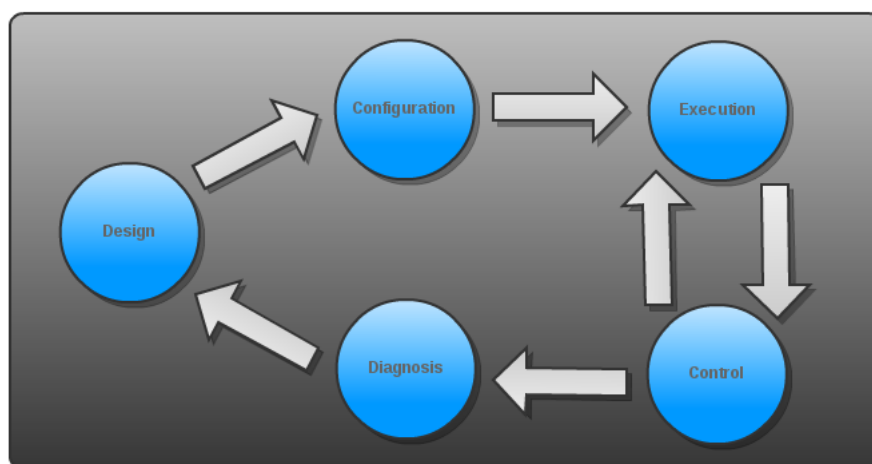 Configuration
Execution
Design
Diagnosis
Control